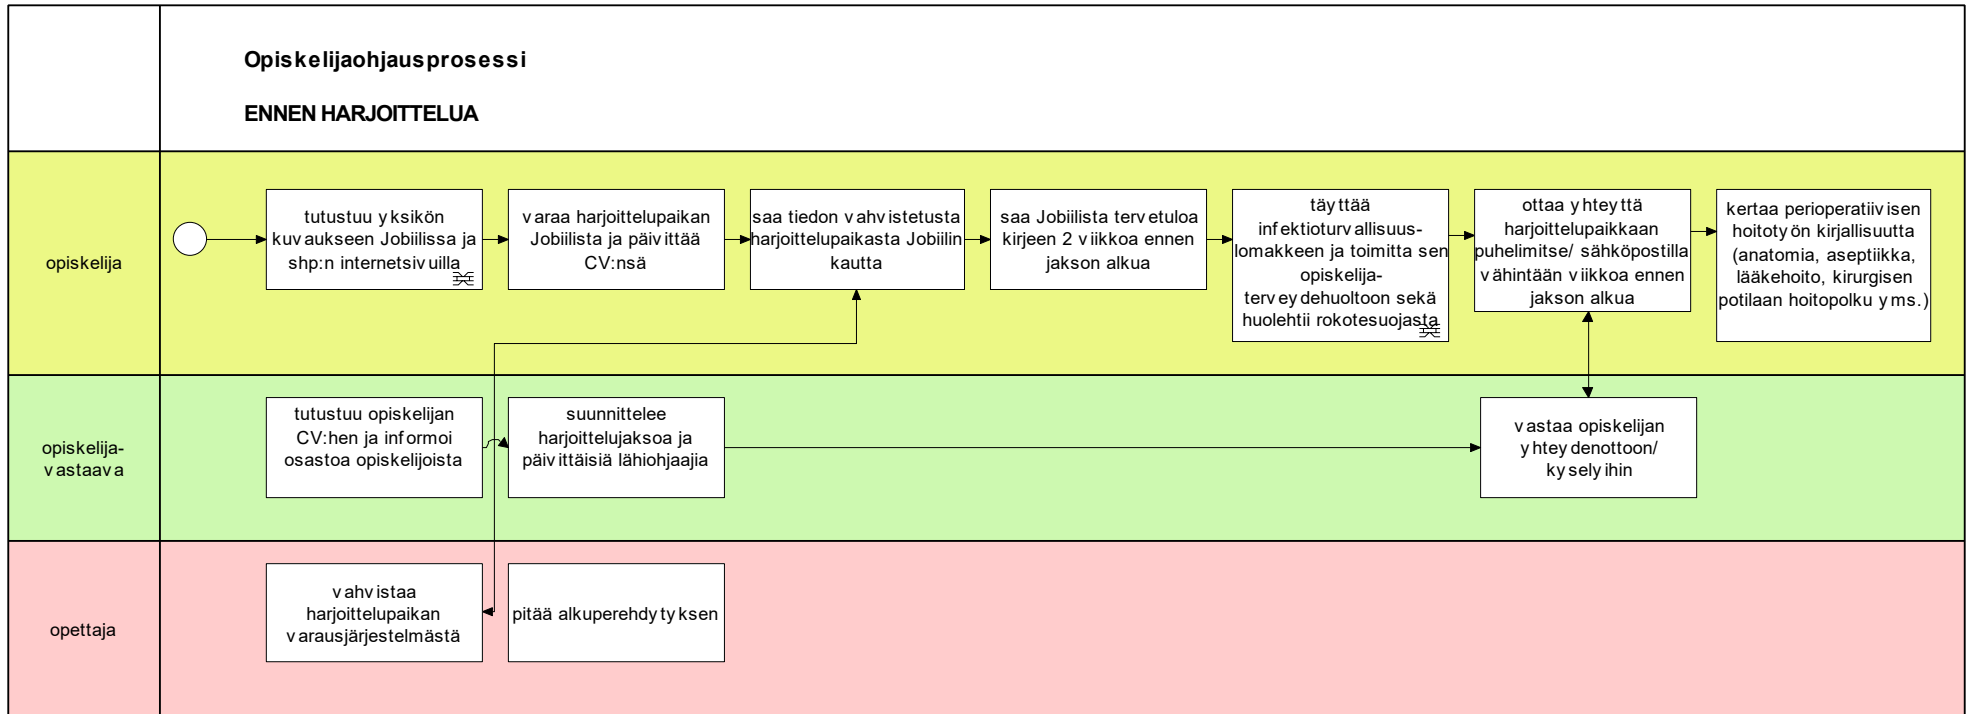 Opiskelijaohjausprosessi
ENNEN HARJOITTELUA
opiskelija
tutustuu yksikön
kuvaukseen Jobiilissa ja
shp:n internetsivuilla
varaa harjoittelupaikan
Jobiilista ja päivittää
CV:nsä
saa tiedon vahvistetusta
harjoittelupaikasta Jobiilin
kautta
saa Jobiilista tervetuloa
kirjeen 2 viikkoa ennen
jakson alkua
täyttää
infektioturvallisuus-
lomakkeen ja toimitta sen
opiskelija-
terveydehuoltoon sekä
huolehtii rokotesuojasta
ottaa yhteyttä
harjoittelupaikkaan
puhelimitse/ sähköpostilla
vähintään viikkoa ennen
jakson alkua
kertaa perioperatiivisen
hoitotyön kirjallisuutta
(anatomia, aseptiikka,
lääkehoito, kirurgisen
potilaan hoitopolku yms.)
opiskelija-
vastaava
tutustuu opiskelijan
CV:hen ja informoi
osastoa opiskelijoista
suunnittelee
harjoittelujaksoa ja
päivittäisiä lähiohjaajia
vastaa opiskelijan
yhteydenottoon/
kyselyihin
opettaja
vahvistaa
harjoittelupaikan
varausjärjestelmästä
pitää alkuperehdytyksen